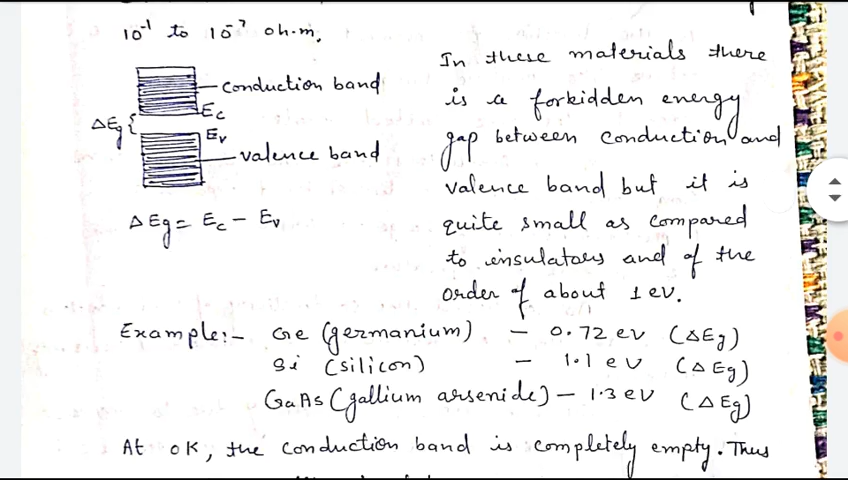 10⁻¹ to 10⁻⁷ ohm.
conduction band
Ec
ΔEg {
Ev
valence band
ΔEg = Ec - Ev
In these materials there
is a forbidden energy
gap between conduction and
valence band but it is
quite small as compared
to insulators and of the
order of about 1 ev.
Example:- Ge (germanium) - 0.72 ev (ΔEg)
Si (silicon) - 1.1 ev (ΔEg)
GaAs (gallium arsenide) - 1.3 ev (ΔEg)
At 0K, the conduction band is completely empty. Thus